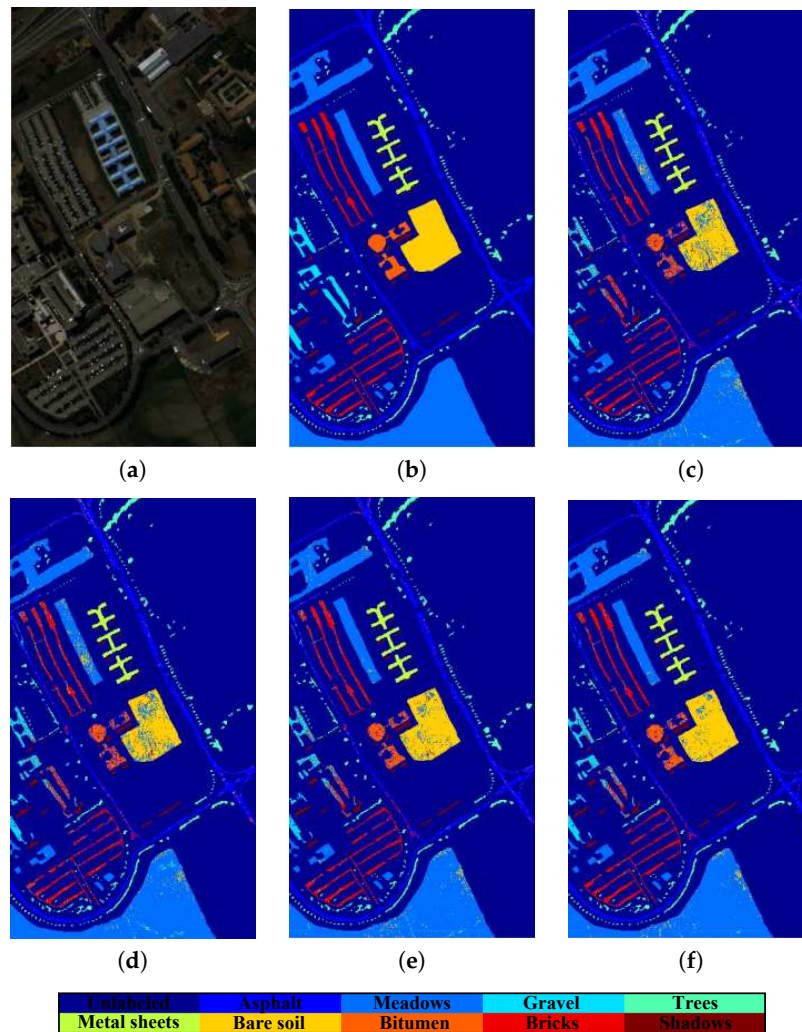 (a) (b) (c)
(d) (e) (f)
Unlabeled Asphalt Meadows Gravel Trees
Metal sheets Bare soil Bitumen Bricks Shadows